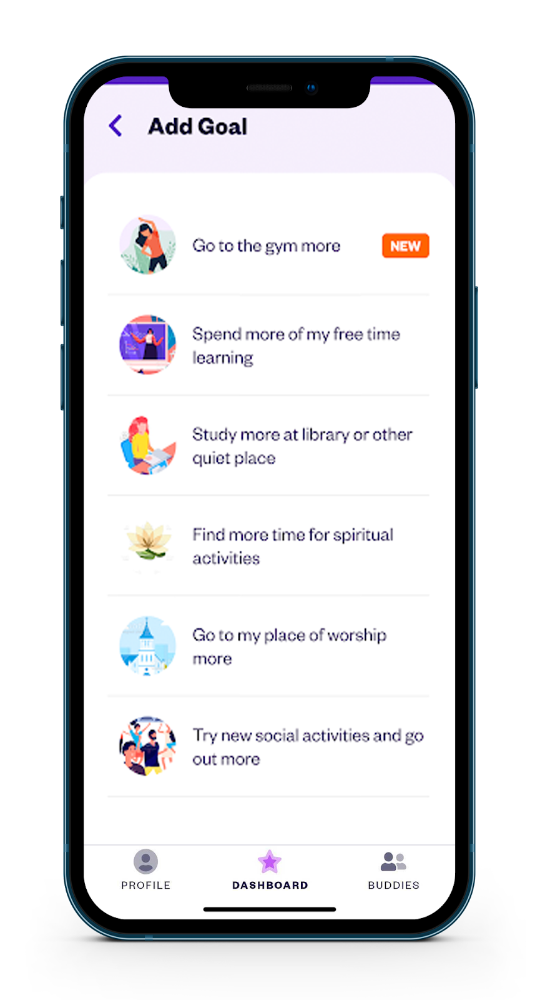 Add Goal
Go to the gym more
NEW
Spend more of my free time
learning
Study more at library or other
quiet place
Find more time for spiritual
activities
Go to my place of worship
more
Try new social activities and go
out more
PROFILE
DASHBOARD
BUDDIES